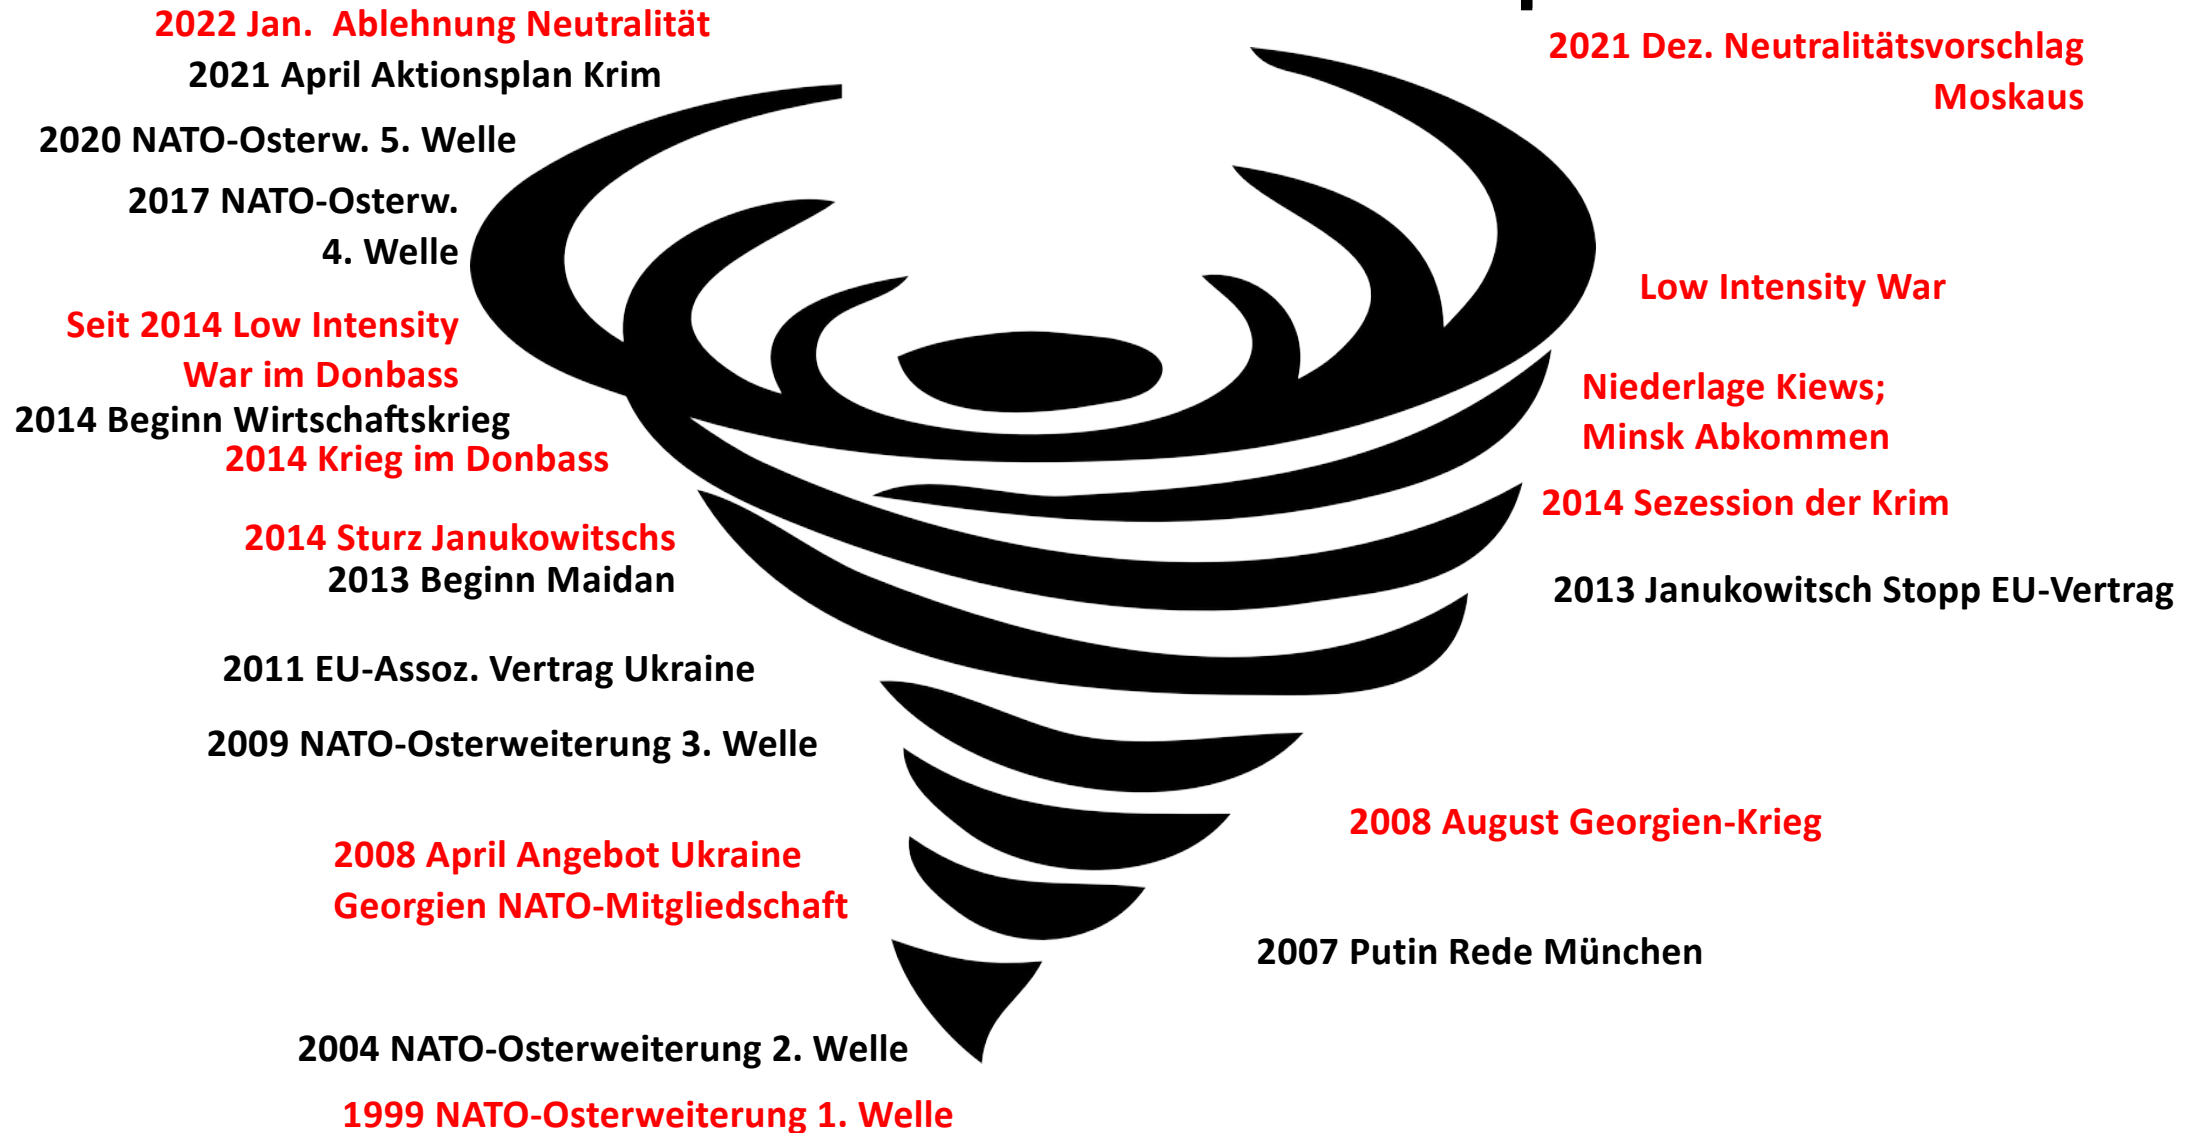 2022 Jan.  Ablehnung Neutralität
2021 April Aktionsplan Krim
2020 NATO-Osterw. 5. Welle
2017 NATO-Osterw.
4. Welle
Seit 2014 Low Intensity
War im Donbass
2014 Beginn Wirtschaftskrieg
2014 Krieg im Donbass
2014 Sturz Janukowitschs
2013 Beginn Maidan
2011 EU-Assoz. Vertrag Ukraine
2009 NATO-Osterweiterung 3. Welle
2008 April Angebot Ukraine
Georgien NATO-Mitgliedschaft
2004 NATO-Osterweiterung 2. Welle
1999 NATO-Osterweiterung 1. Welle
2021 Dez. Neutralitätsvorschlag
Moskaus
Low Intensity War
Niederlage Kiews;
Minsk Abkommen
2014 Sezession der Krim
2013 Janukowitsch Stopp EU-Vertrag
2008 August Georgien-Krieg
2007 Putin Rede München